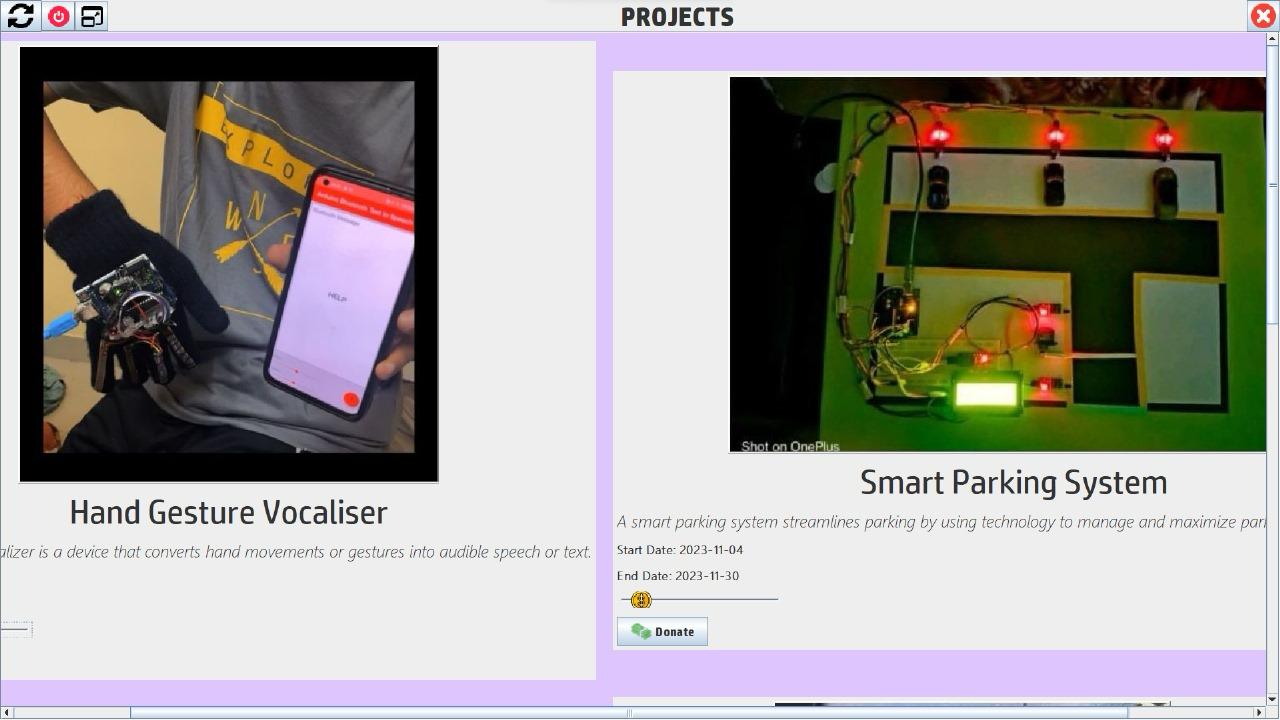 PROJECTS
EXPLO
W
N
HELP
Hand Gesture Vocaliser
alizer is a device that converts hand movements or gestures into audible speech or text.
Shot on OnePlus
Smart Parking System
A smart parking system streamlines parking by using technology to manage and maximize par
Start Date: 2023-11-04
End Date: 2023-11-30
Donate